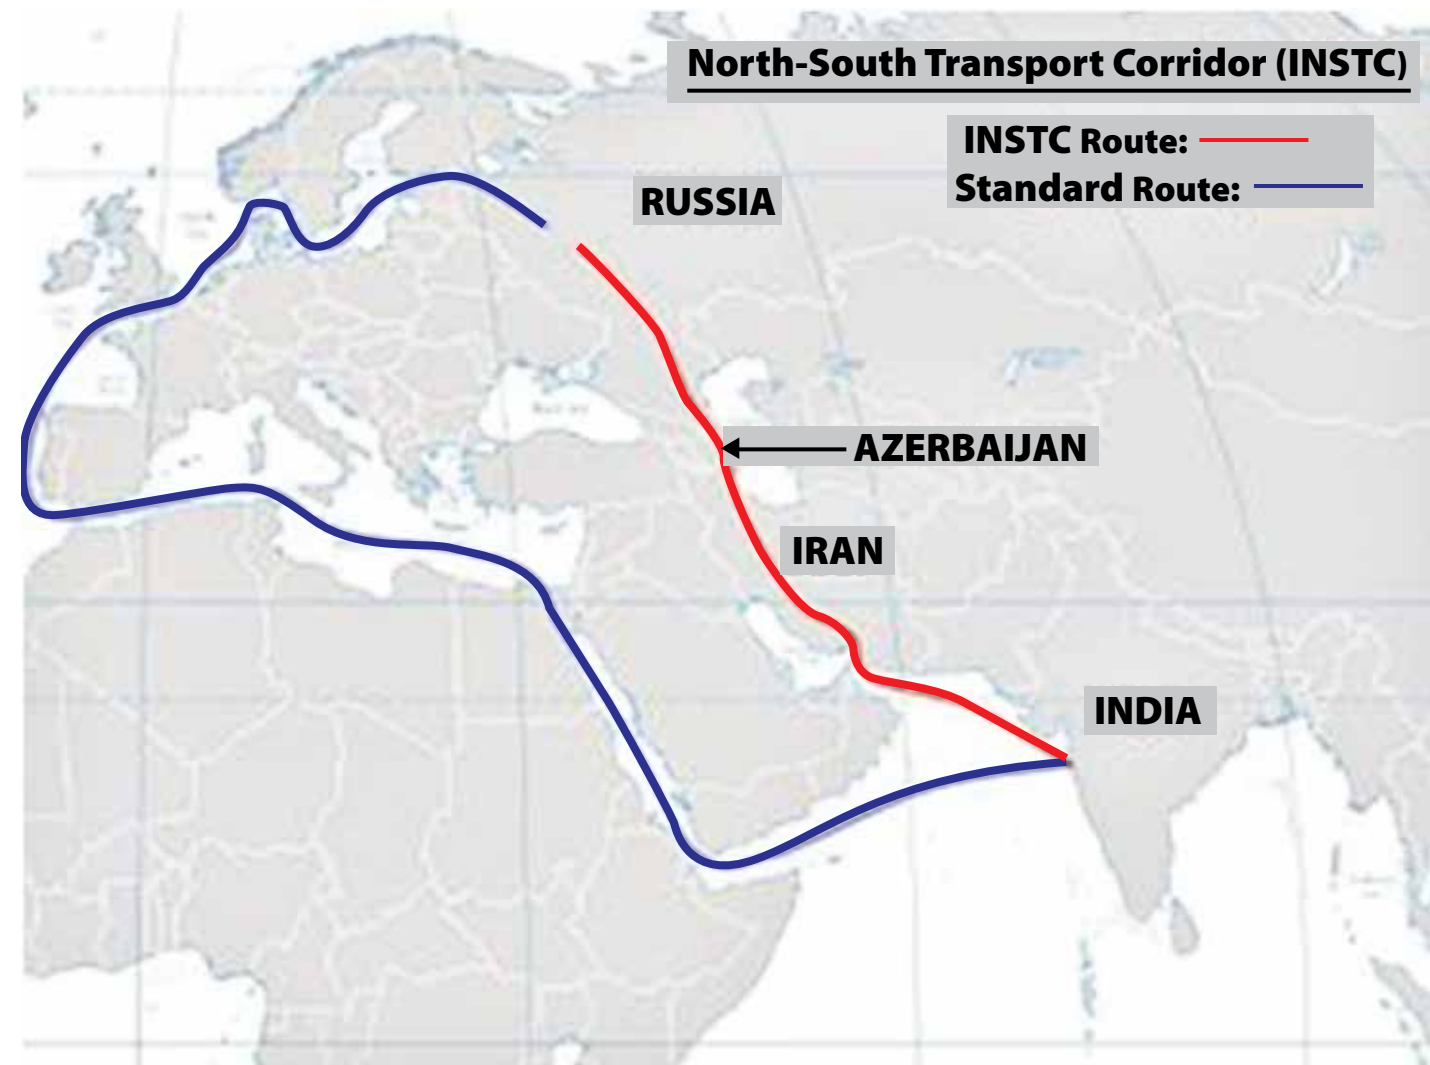 North-South Transport Corridor (INSTC)
INSTC Route:
Standard Route:
RUSSIA
AZERBAIJAN
IRAN
INDIA